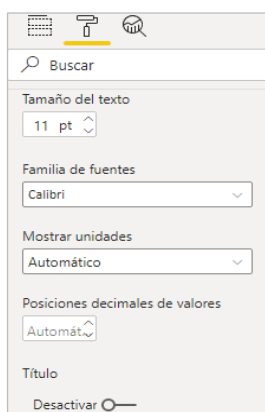 Buscar
Tamaño del texto
11 pt
Familia de fuentes
Calibri
Mostrar unidades
Automático
Posiciones decimales de valores
Automát
Título
Desactivar